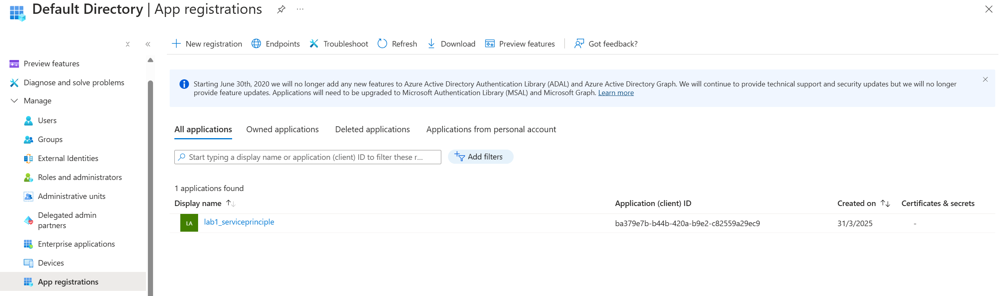 Default Directory | App registrations
New registration
Endpoints
Troubleshoot
Refresh
Download
Preview features
Got feedback?
Preview features
Diagnose and solve problems
Manage
Users
Groups
External Identities
Roles and administrators
Administrative units
Delegated admin
partners
Enterprise applications
Devices
App registrations
Starting June 30th, 2020 we will no longer add any new features to Azure Active Directory Authentication Library (ADAL) and Azure Active Directory Graph. We will continue to provide technical support and security updates but we will no longer
provide feature updates. Applications will need to be upgraded to Microsoft Authentication Library (MSAL) and Microsoft Graph. Learn more
All applications
Owned applications
Deleted applications
Applications from personal account
Start typing a display name or application (client) ID to filter these r...
Add filters
1 applications found
Display name
Application (client) ID
Created on
Certificates & secrets
LA
lab1_serviceprinciple
ba379e7b-b44b-420a-b9e2-c82559a29ec9
31/3/2025
-